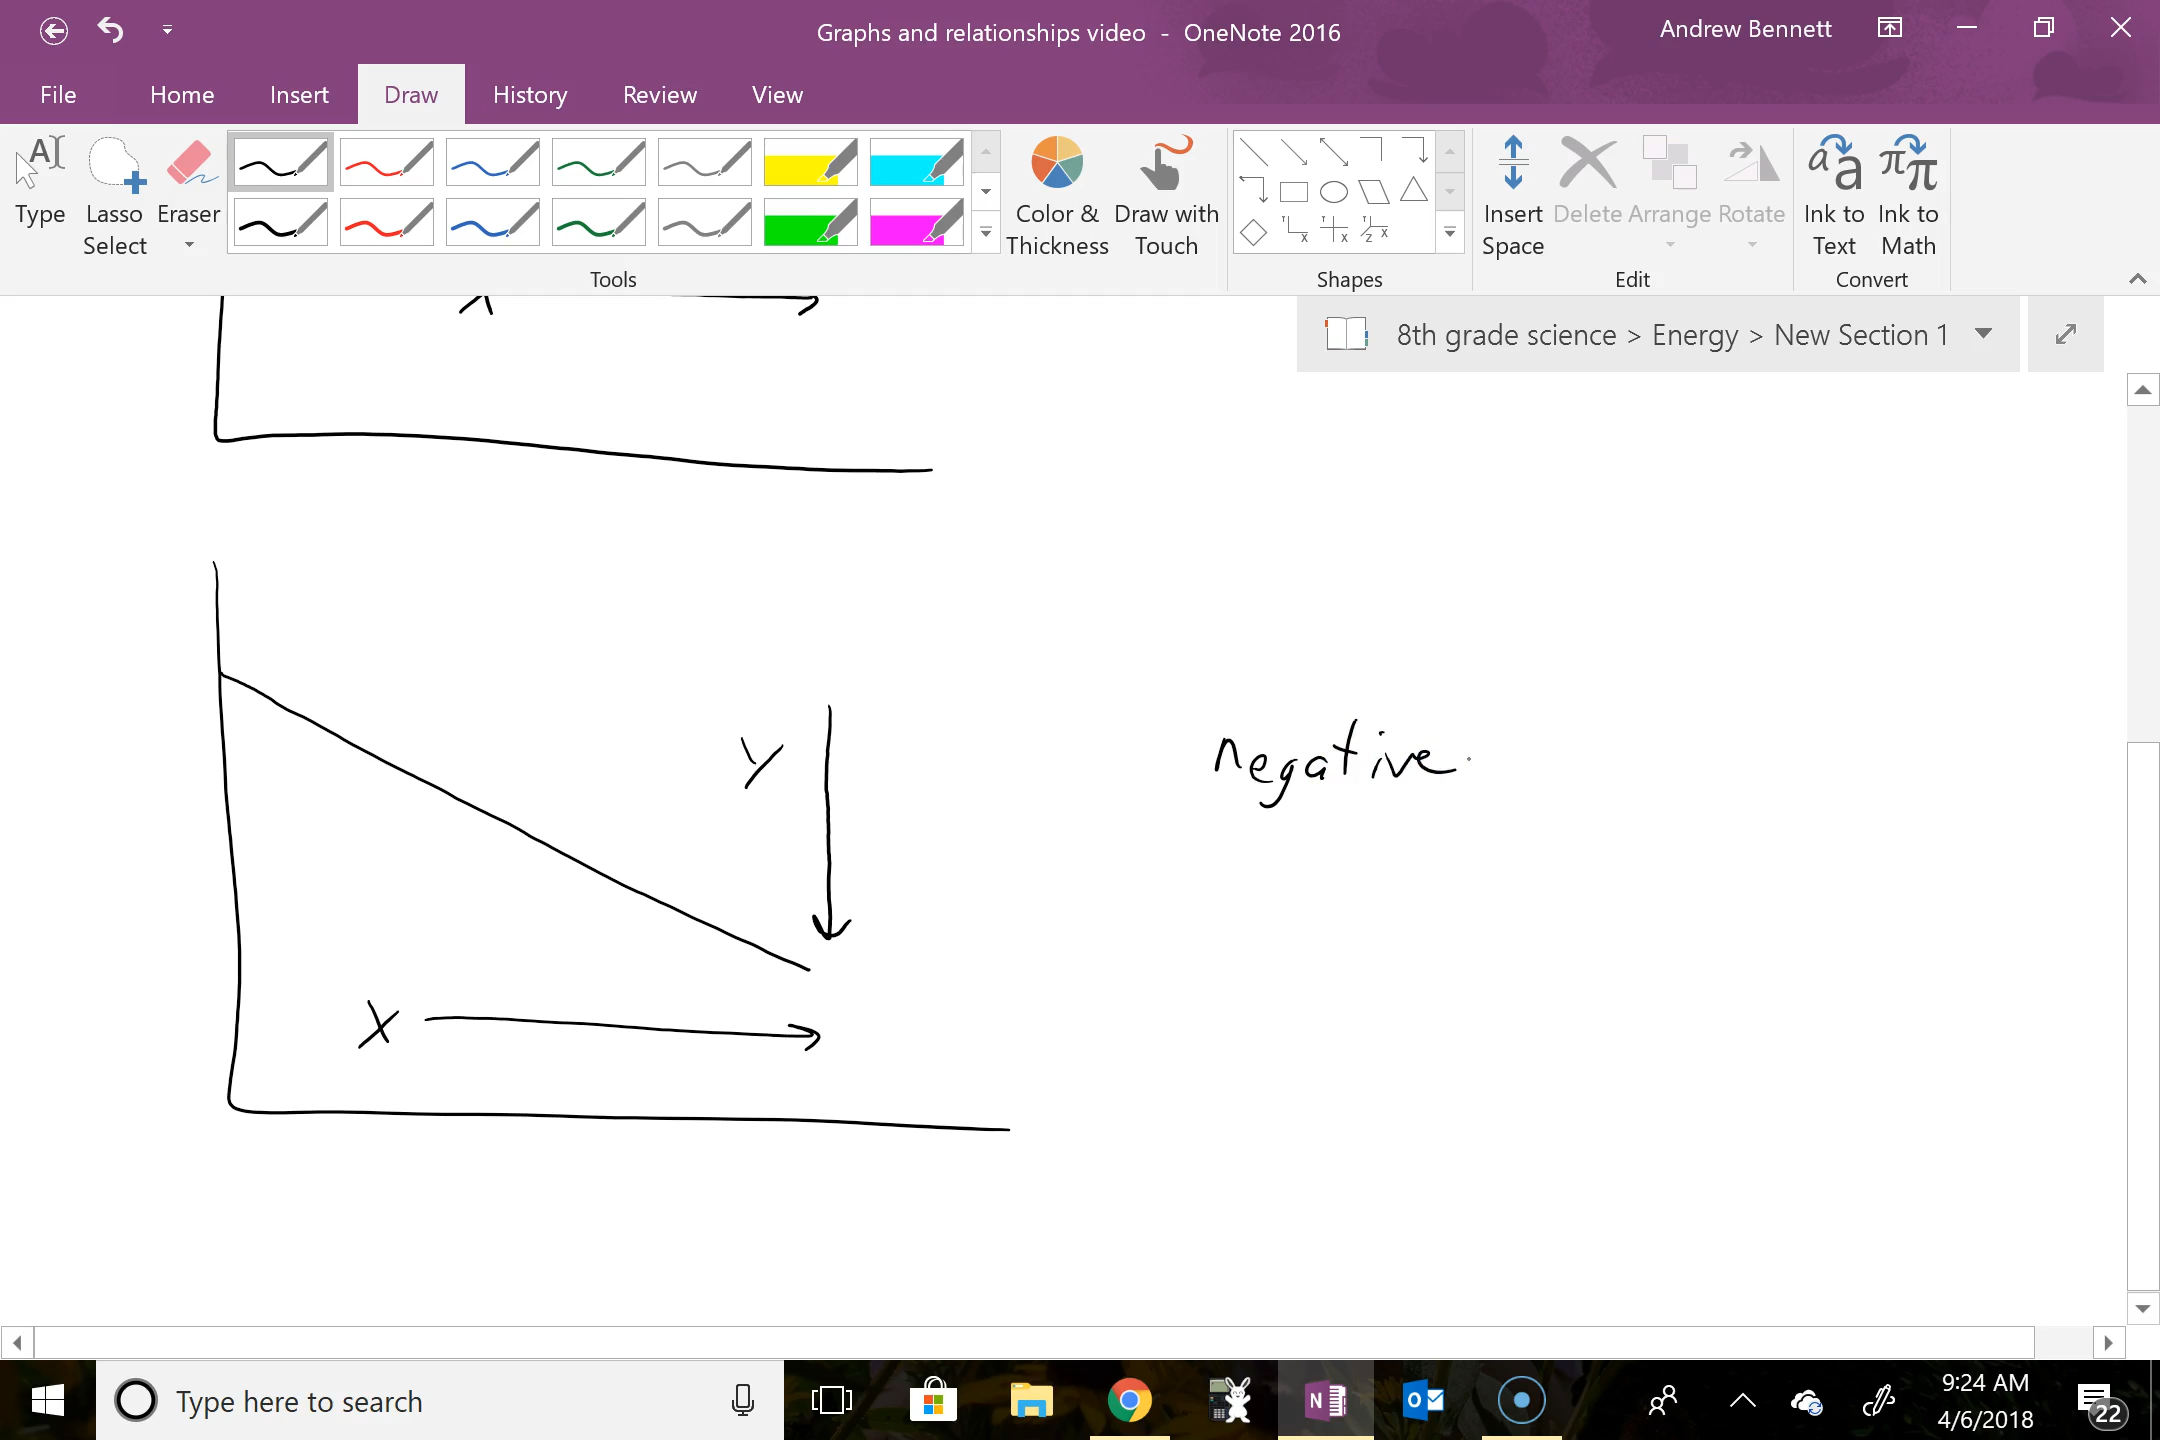 Graphs and relationships video - OneNote 2016
Andrew Bennett
File Home Insert Draw History Review View
Type
Lasso Select
Eraser
Color & Thickness
Draw with Touch
Insert Space
Delete
Arrange
Rotate
Ink to Text
Ink to Math
Tools
Shapes
Edit
Convert
8th grade science > Energy > New Section 1
X
y
negative
X
Type here to search
9:24 AM
4/6/2018
22